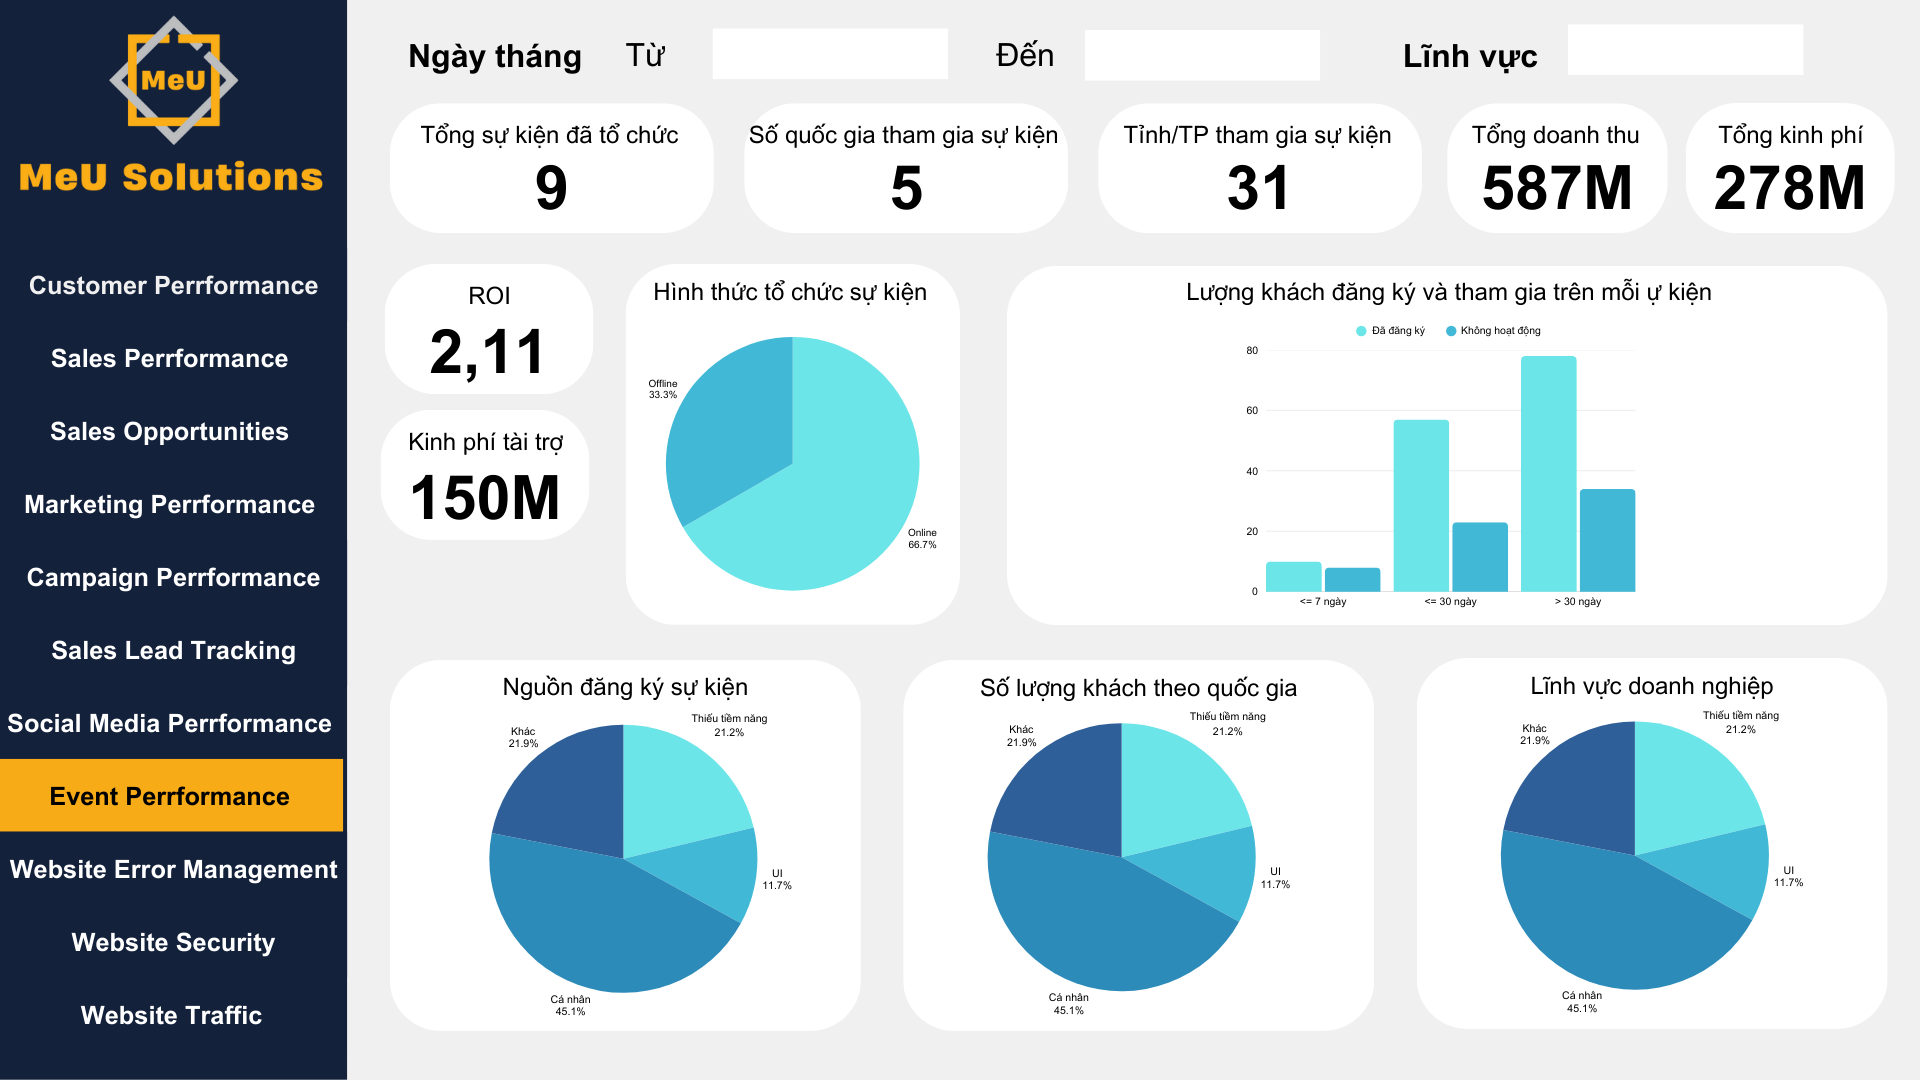 MeU
MeU Solutions
Customer Perrformance
Sales Perrformance
Sales Opportunities
Marketing Perrformance
Campaign Perrformance
Sales Lead Tracking
Social Media Perrformance
Event Perrformance
Website Error Management
Website Security
Website Traffic
Ngày tháng Từ Đến Lĩnh vực
Tổng sự kiện đã tổ chức
9
Số quốc gia tham gia sự kiện
5
Tỉnh/TP tham gia sự kiện
31
Tổng doanh thu
587M
Tổng kinh phí
278M
ROI
2,11
Kinh phí tài trợ
150M
Hình thức tổ chức sự kiện
Offline
33.3%
Online
66.7%
Lượng khách đăng ký và tham gia trên mỗi ự kiện
Đã đăng ký Không hoạt động
80
60
40
20
0
<= 7 ngày <= 30 ngày > 30 ngày
Nguồn đăng ký sự kiện
Thiếu tiềm năng
21.2%
Khác
21.9%
UI
11.7%
Cá nhân
45.1%
Số lượng khách theo quốc gia
Thiếu tiềm năng
21.2%
Khác
21.9%
UI
11.7%
Cá nhân
45.1%
Lĩnh vực doanh nghiệp
Thiếu tiềm năng
21.2%
Khác
21.9%
UI
11.7%
Cá nhân
45.1%